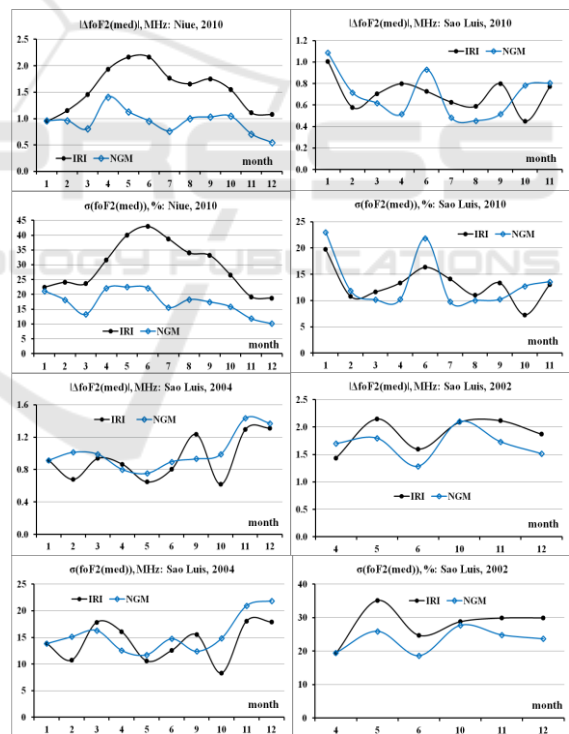 |ΔfoF2(med)|, MHz: Niue, 2010
2.5
2.0
1.5
1.0
0.5
0.0
IRI NGM
month
1 2 3 4 5 6 7 8 9 10 11 12
|ΔfoF2(med)|, MHz: Sao Luis, 2010
1.2
1.0
0.8
0.6
0.4
0.2
0.0
IRI NGM
month
1 2 3 4 6 7 8 9 10 11
σ(foF2(med)), %: Niue, 2010
45
40
35
30
25
20
15
10
5
0
IRI NGM
month
1 2 3 4 5 6 7 8 9 10 11 12
σ(foF2(med)), %: Sao Luis, 2010
25
20
15
10
5
0
IRI NGM
month
1 2 3 4 6 7 8 9 10 11
|ΔfoF2(med)|, MHz: Sao Luis, 2004
1.6
1.2
0.8
0.4
0.0
IRI NGM
month
1 2 3 4 5 6 9 10 11 12
|ΔfoF2(med)|, MHz: Sao Luis, 2002
2.5
2.0
1.5
1.0
0.5
0.0
IRI NGM
month
4 5 6 10 11 12
σ(foF2(med)), MHz: Sao Luis, 2004
25
20
15
10
5
0
IRI NGM
month
1 2 3 4 5 6 9 10 11 12
σ(foF2(med)), %: Sao Luis, 2002
40
30
20
10
0
IRI NGM
month
4 5 6 10 11 12